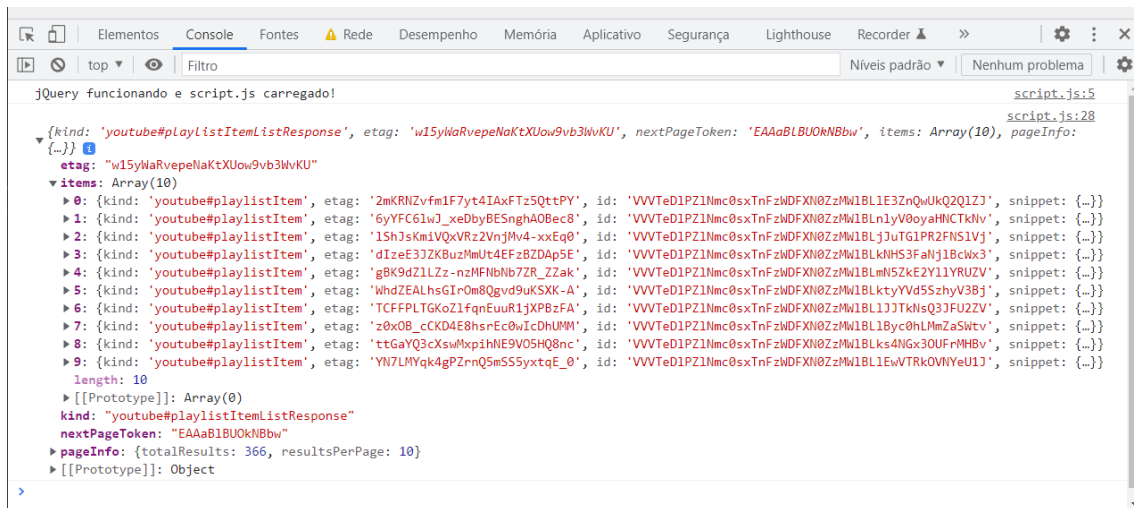 Elementos Console Fontes Rede Desempenho Memória Aplicativo Segurança Lighthouse Recorder »
top ▼ Filtro Níveis padrão ▼ Nenhum problema
jQuery funcionando e script.js carregado! script.js:5
script.js:28
{kind: 'youtube#playlistItemListResponse', etag: 'w15yWaRvepeNaKtXUow9vb3WvKU', nextPageToken: 'EAAaBlBUOkNBbw', items: Array(10), pageInfo:
{…}} i
etag: "w15yWaRvepeNaKtXUow9vb3WvKU"
▼items: Array(10)
▶0: {kind: 'youtube#playlistItem', etag: '2mKRNZvfm1F7yt4IAxFTz5QttPY', id: 'VVVTeDlPZlNmc0sxTnFzWDFXN0ZzMWlBLlE3ZnQwUkQ2QlZJ', snippet: {…}}
▶1: {kind: 'youtube#playlistItem', etag: '6yYFC6lwJ_xeDbyBESnghAOBec8', id: 'VVVTeDlPZlNmc0sxTnFzWDFXN0ZzMWlBLnlyV0oyaHNCTkNv', snippet: {…}}
▶2: {kind: 'youtube#playlistItem', etag: 'lShJsKmiVQxVRz2VnjMv4-xxEq0', id: 'VVVTeDlPZlNmc0sxTnFzWDFXN0ZzMWlBLjJuTGlPR2FNSlVj', snippet: {…}}
▶3: {kind: 'youtube#playlistItem', etag: 'dIzeE3JZKBuzMmUt4EFzBZDAp5E', id: 'VVVTeDlPZlNmc0sxTnFzWDFXN0ZzMWlBLkNHS3FaNjlBcWx3', snippet: {…}}
▶4: {kind: 'youtube#playlistItem', etag: 'gBK9dZlLZz-nzMFNbNb7ZR_ZZak', id: 'VVVTeDlPZlNmc0sxTnFzWDFXN0ZzMWlBLmN5ZkE2YllYRUZV', snippet: {…}}
▶5: {kind: 'youtube#playlistItem', etag: 'WhdZEALhsGIrOm8Qgvd9uKSXK-A', id: 'VVVTeDlPZlNmc0sxTnFzWDFXN0ZzMWlBLktyYVd5SzhyV3Bj', snippet: {…}}
▶6: {kind: 'youtube#playlistItem', etag: 'TCFFPLTGKoZlfqnEuuR1jXPBzFA', id: 'VVVTeDlPZlNmc0sxTnFzWDFXN0ZzMWlBLlJJTkNsQ3JFU2ZV', snippet: {…}}
▶7: {kind: 'youtube#playlistItem', etag: 'z0xOB_cCKD4E8hsrEc0wIcDhUMM', id: 'VVVTeDlPZlNmc0sxTnFzWDFXN0ZzMWlBLlByc0hLMmZaSWtv', snippet: {…}}
▶8: {kind: 'youtube#playlistItem', etag: 'ttGaYQ3cXswMxpihNE9VO5HQ8nc', id: 'VVVTeDlPZlNmc0sxTnFzWDFXN0ZzMWlBLks4NGx3OUFrMHBv', snippet: {…}}
▶9: {kind: 'youtube#playlistItem', etag: 'YN7LMYqk4gPZrnQ5mSS5yxtqE_0', id: 'VVVTeDlPZlNmc0sxTnFzWDFXN0ZzMWlBLlEwVTRkOVNYeU1J', snippet: {…}}
length: 10
▶[[Prototype]]: Array(0)
kind: "youtube#playlistItemListResponse"
nextPageToken: "EAAaBlBUOkNBbw"
▶pageInfo: {totalResults: 366, resultsPerPage: 10}
▶[[Prototype]]: Object